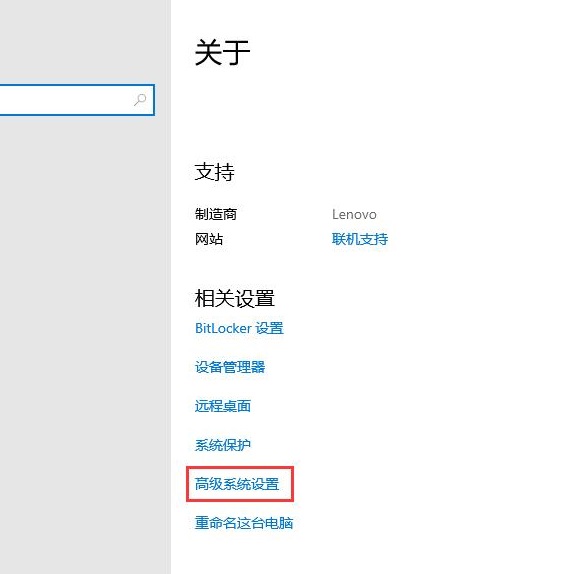 关于
支持
制造商 Lenovo
网站 联机支持
相关设置
BitLocker 设置
设备管理器
远程桌面
系统保护
高级系统设置
重命名这台电脑